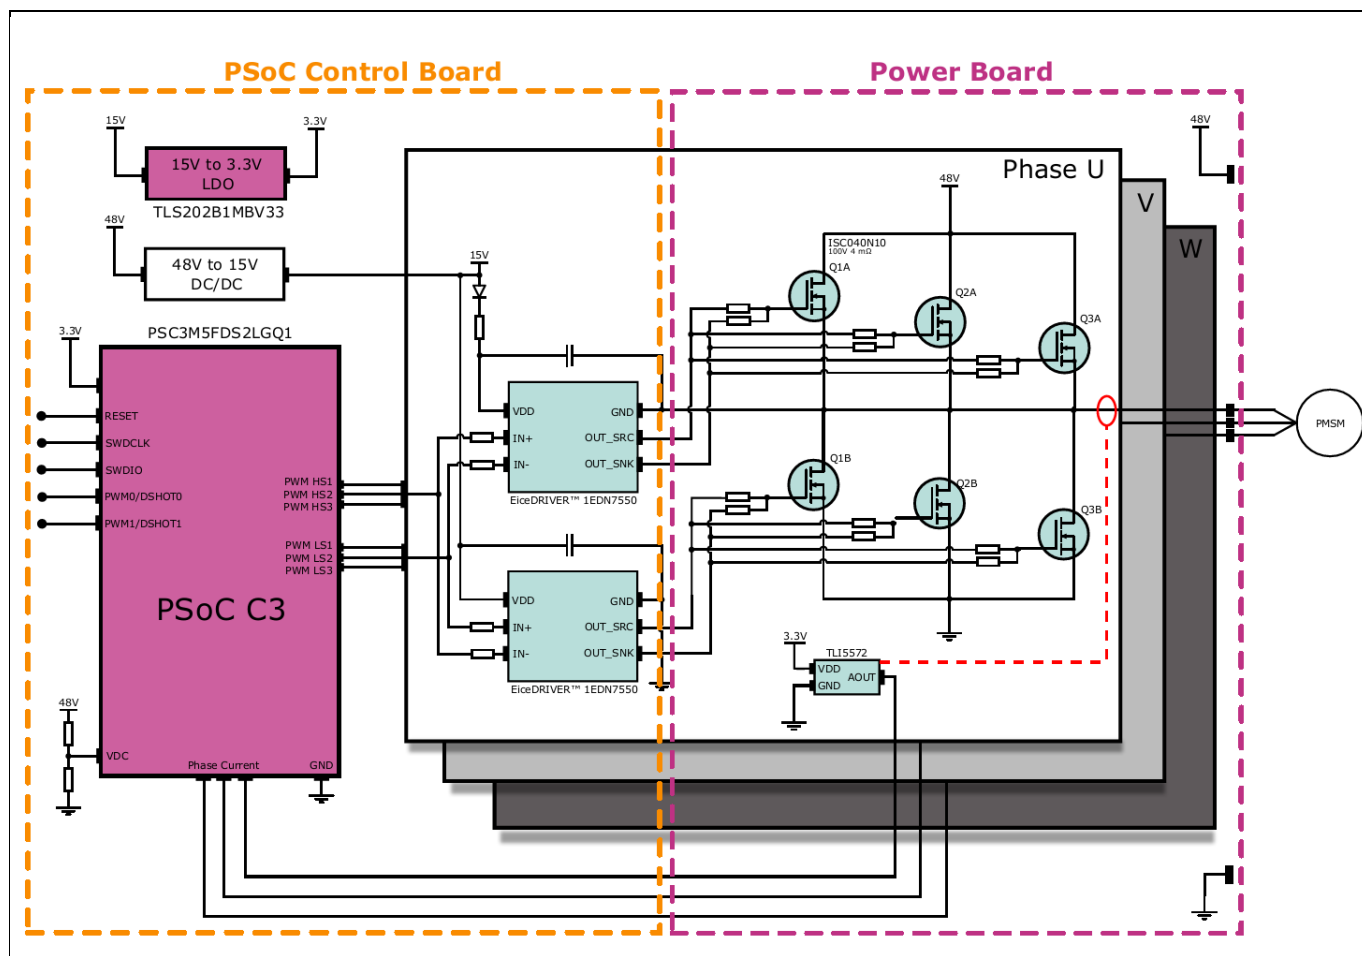 PSoC Control Board
Power Board
15V
3.3V
15V to 3.3V
LDO
TLS202B1MBV33
48V
48V to 15V
DC/DC
3.3V
PSC3M5FDS2LGQ1
RESET
SWDCLK
SWDIO
PWM0/DSHOT0
PWM1/DSHOT1
PWM HS1
PWM HS2
PWM HS3
PWM LS1
PWM LS2
PWM LS3
PSoC C3
48V
VDC
Phase Current
GND
Phase U
V
W
15V
VDD
GND
IN+
OUT_SRC
IN-
OUT_SNK
EiceDRIVER™ 1EDN7550
VDD
GND
IN+
OUT_SRC
IN-
OUT_SNK
EiceDRIVER™ 1EDN7550
48V
ISC040N10
100V 4 mΩ
Q1A
Q2A
Q3A
Q1B
Q2B
Q3B
3.3V
TLI5572
VDD
GND
AOUT
48V
PMSM